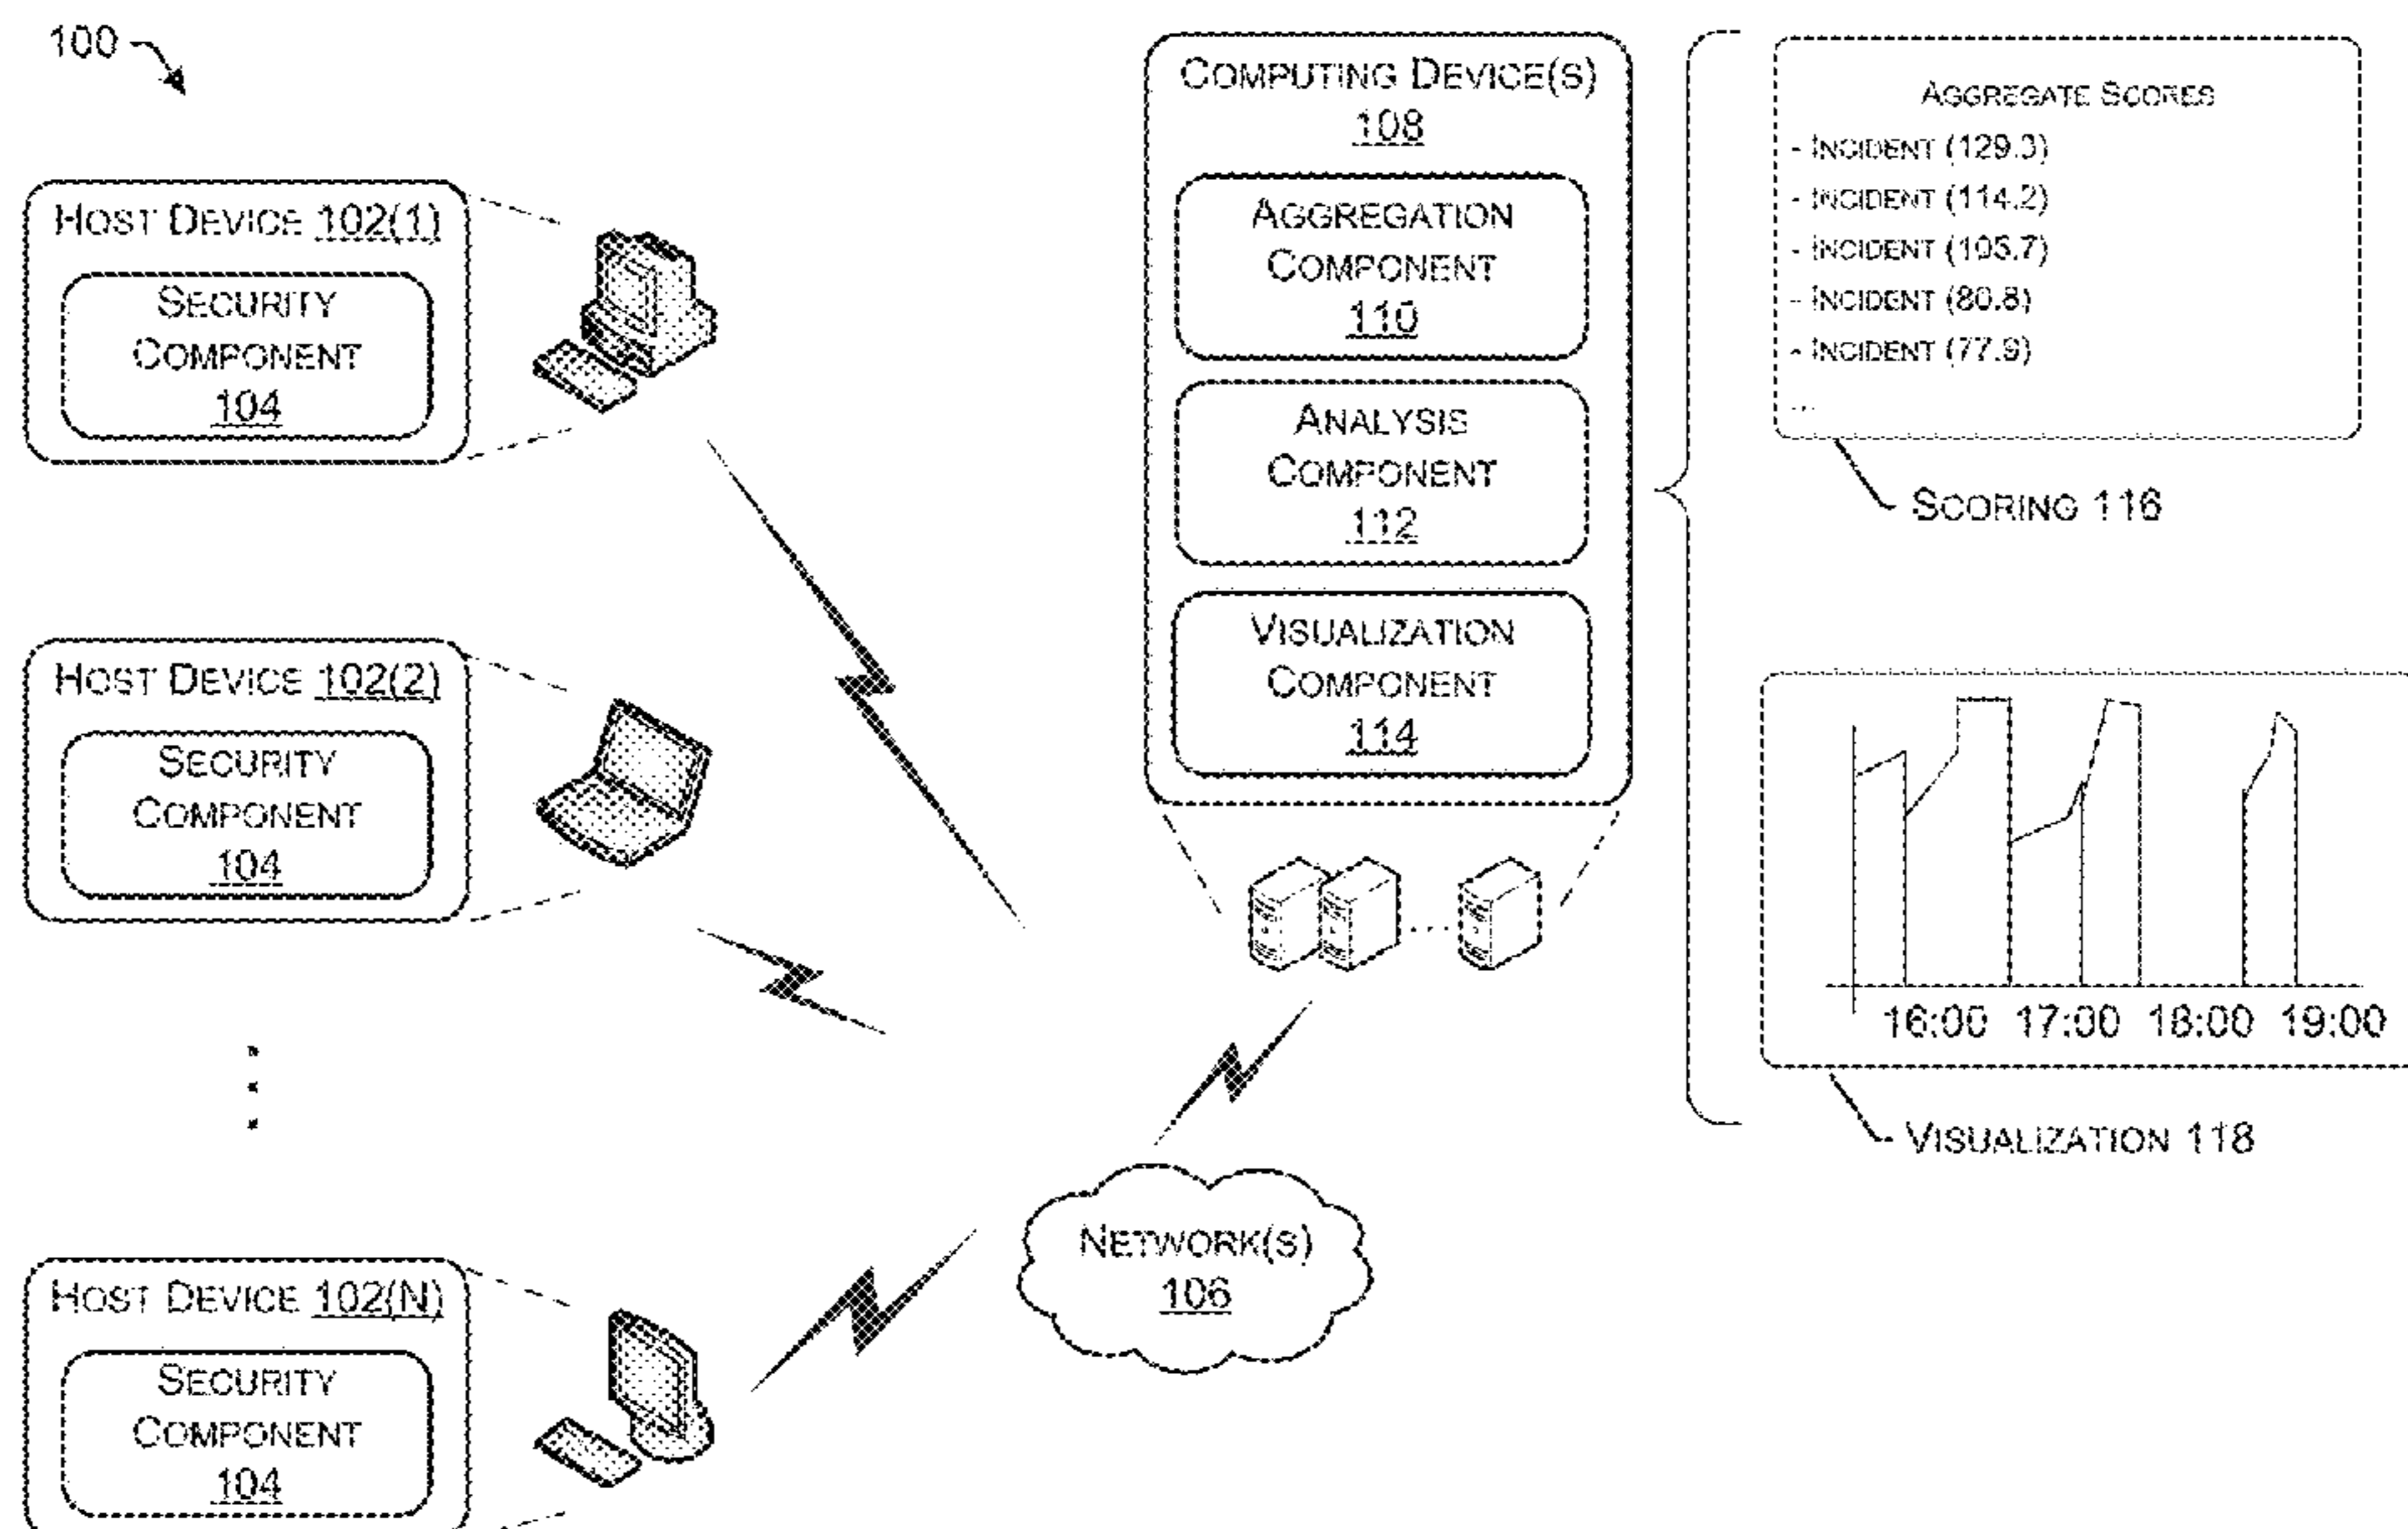 100
HOST DEVICE 102(1)
SECURITY
COMPONENT
104
HOST DEVICE 102(2)
SECURITY
COMPONENT
104
HOST DEVICE 102(N)
SECURITY
COMPONENT
104
NETWORK(S)
106
COMPUTING DEVICE(S)
108
AGGREGATION
COMPONENT
110
ANALYSIS
COMPONENT
112
VISUALIZATION
COMPONENT
114
AGGREGATE SCORES
- INCIDENT (129.3)
- INCIDENT (114.2)
- INCIDENT (105.7)
- INCIDENT (80.8)
- INCIDENT (77.9)
...
SCORING 116
16:00 17:00 18:00 19:00
VISUALIZATION 118